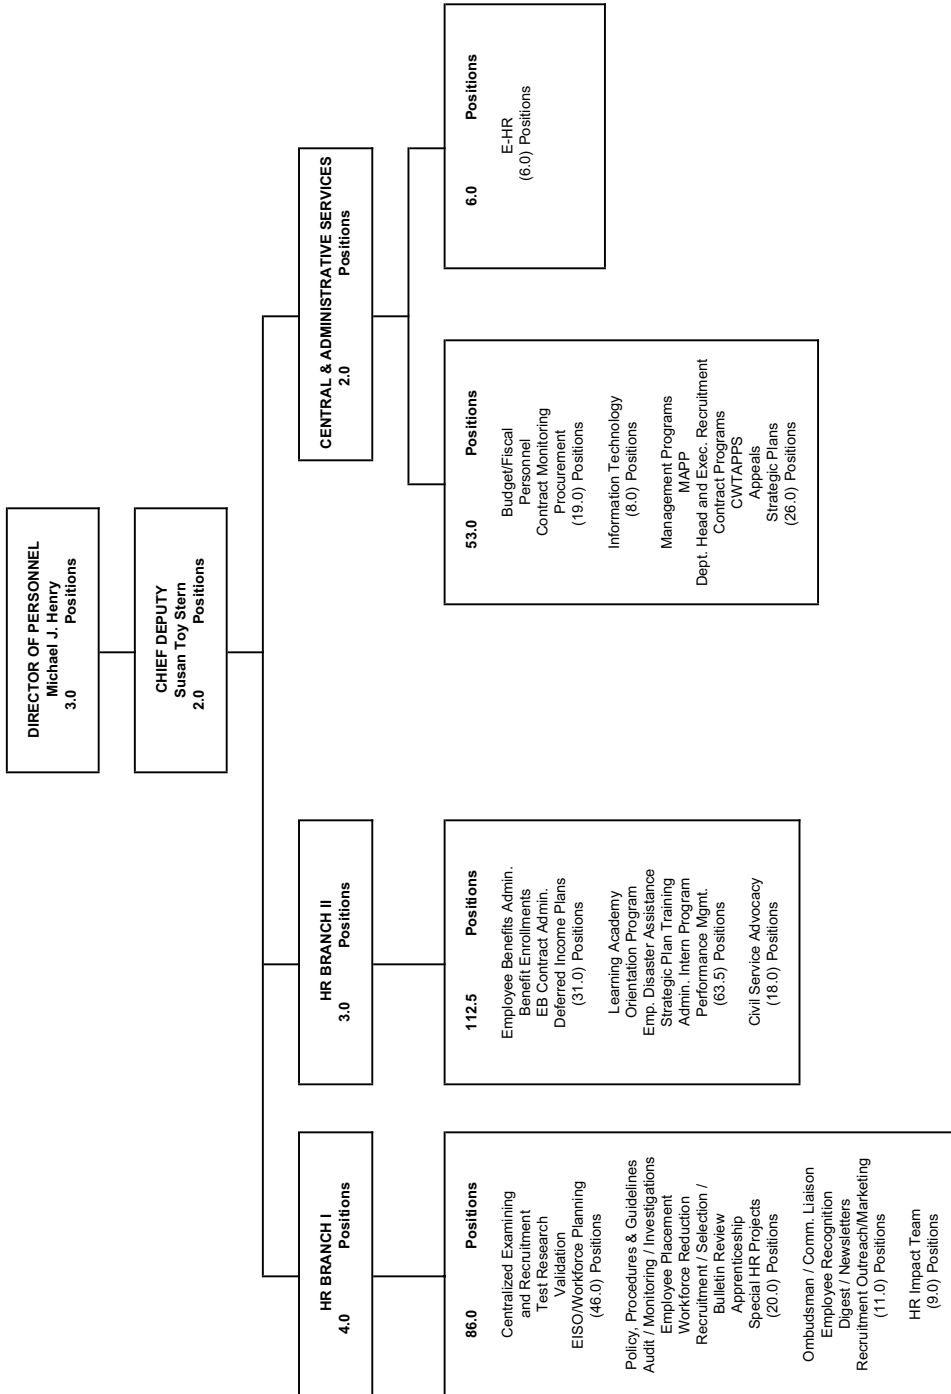 DIRECTOR OF PERSONNEL
Michael J. Henry
3.0 Positions
CHIEF DEPUTY
Susan Toy Stern
2.0 Positions
HR BRANCH I
4.0 Positions
HR BRANCH II
3.0 Positions
CENTRAL & ADMINISTRATIVE SERVICES
2.0 Positions
86.0 Positions
Centralized Examining
and Recruitment
Test Research
Validation
EISO/Workforce Planning
(46.0) Positions
Policy, Procedures & Guidelines
Audit / Monitoring / Investigations
Employee Placement
Workforce Reduction
Recruitment / Selection /
Bulletin Review
Apprenticeship
Special HR Projects
(20.0) Positions
Ombudsman / Comm. Liaison
Employee Recognition
Digest / Newsletters
Recruitment Outreach/Marketing
(11.0) Positions
HR Impact Team
(9.0) Positions
112.5 Positions
Employee Benefits Admin.
Benefit Enrollments
EB Contract Admin.
Deferred Income Plans
(31.0) Positions
Learning Academy
Orientation Program
Emp. Disaster Assistance
Strategic Plan Training
Admin. Intern Program
Performance Mgmt.
(63.5) Positions
Civil Service Advocacy
(18.0) Positions
53.0 Positions
Budget/Fiscal
Personnel
Contract Monitoring
Procurement
(19.0) Positions
Information Technology
(8.0) Positions
Management Programs
MAPP
Dept. Head and Exec. Recruitment
Contract Programs
CWTAPPS
Appeals
Strategic Plans
(26.0) Positions
6.0 Positions
E-HR
(6.0) Positions